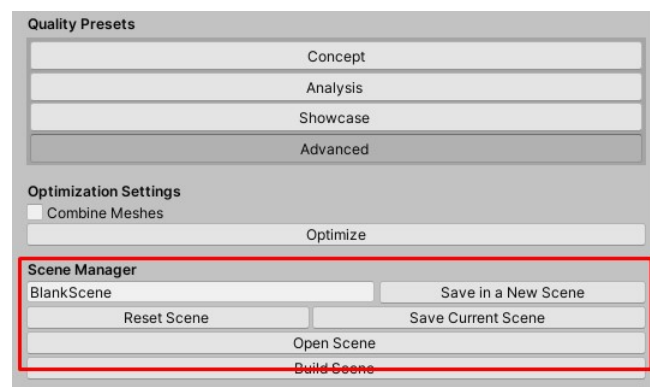 Quality Presets
Concept
Analysis
Showcase
Advanced
Optimization Settings
Combine Meshes
Optimize
Scene Manager
BlankScene Save in a New Scene
Reset Scene Save Current Scene
Open Scene
Build Scene